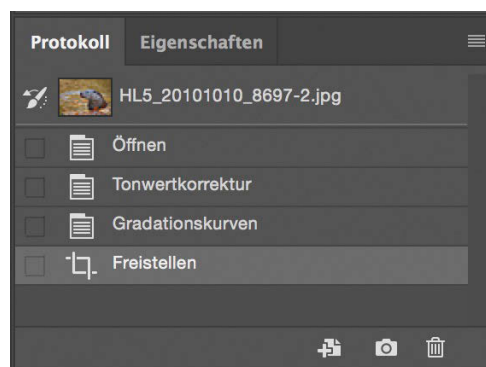 Protokoll Eigenschaften
HL5_20101010_8697-2.jpg
Öffnen
Tonwertkorrektur
Gradationskurven
Freistellen